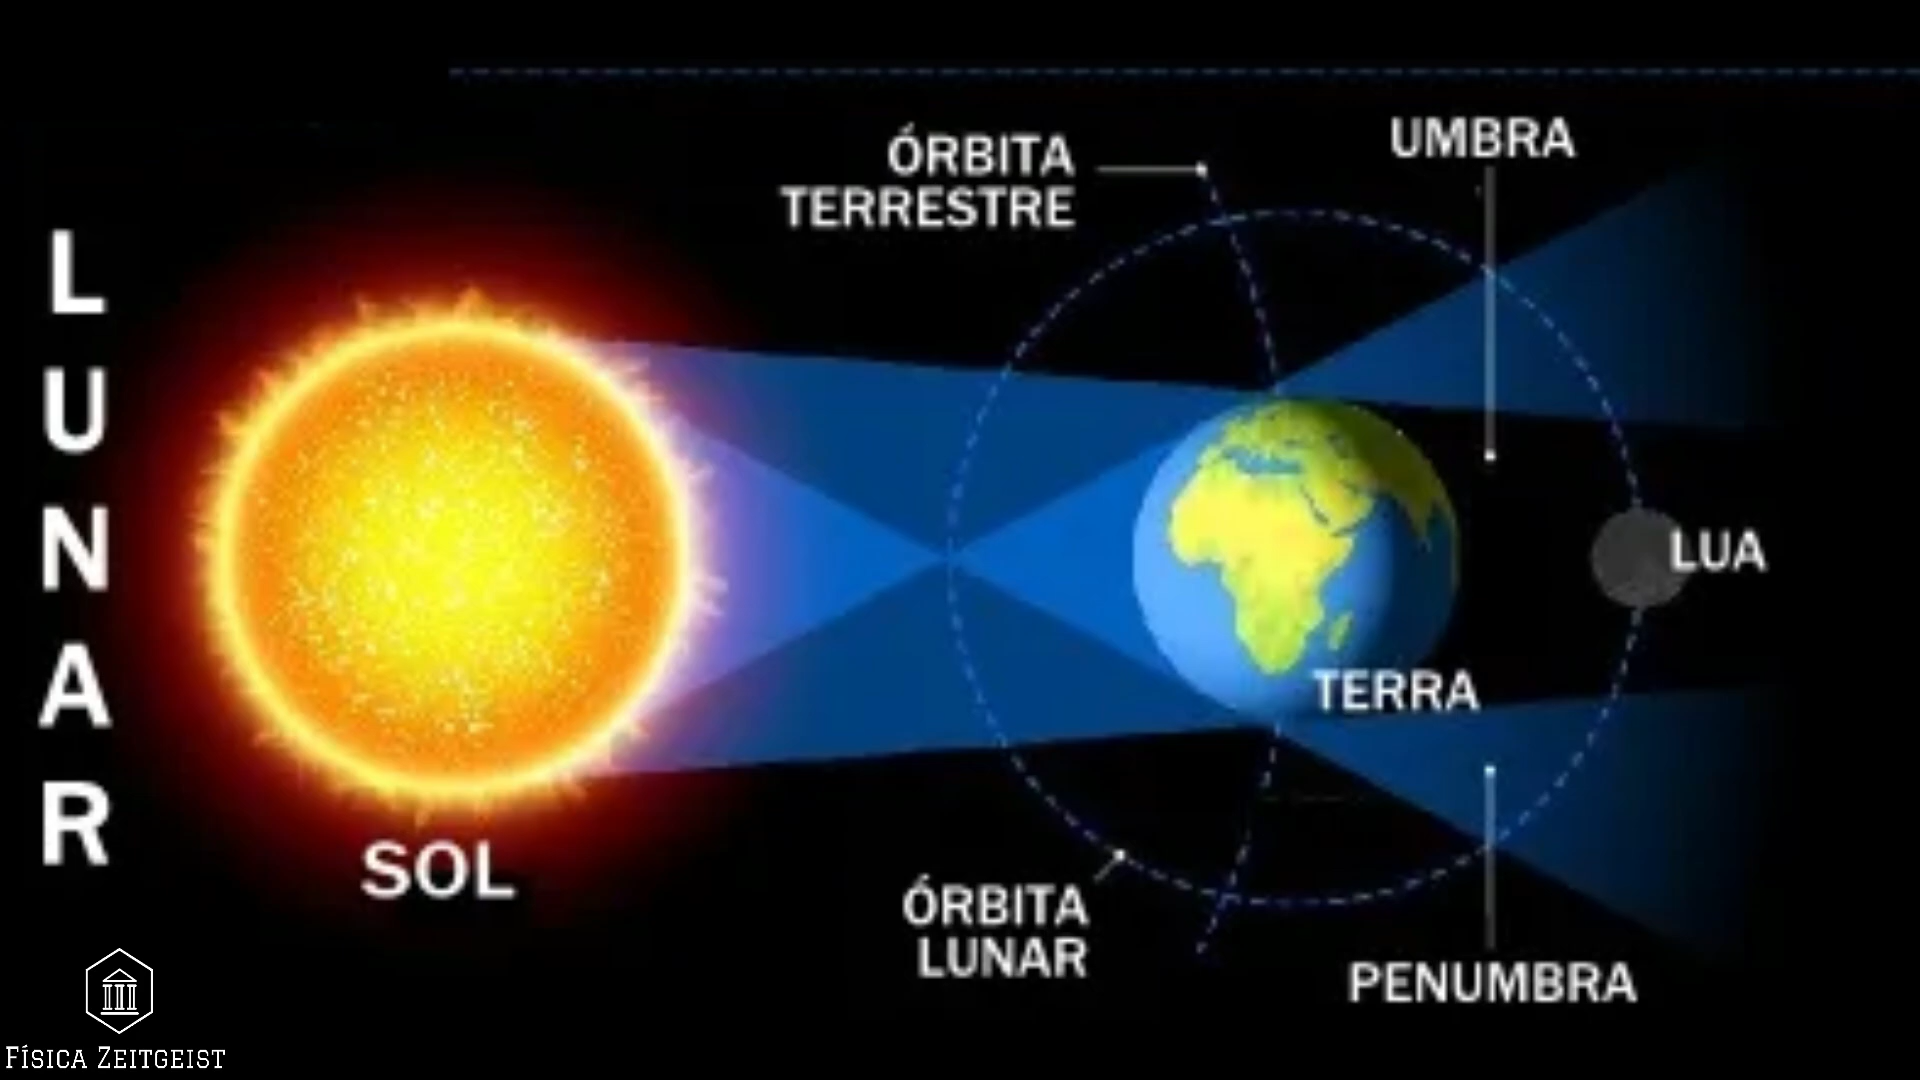 LUNAR
ÓRBITA
TERRESTRE
UMBRA
LUA
TERRA
SOL
ÓRBITA
LUNAR
PENUMBRA
FÍSICA ZEITGEIST